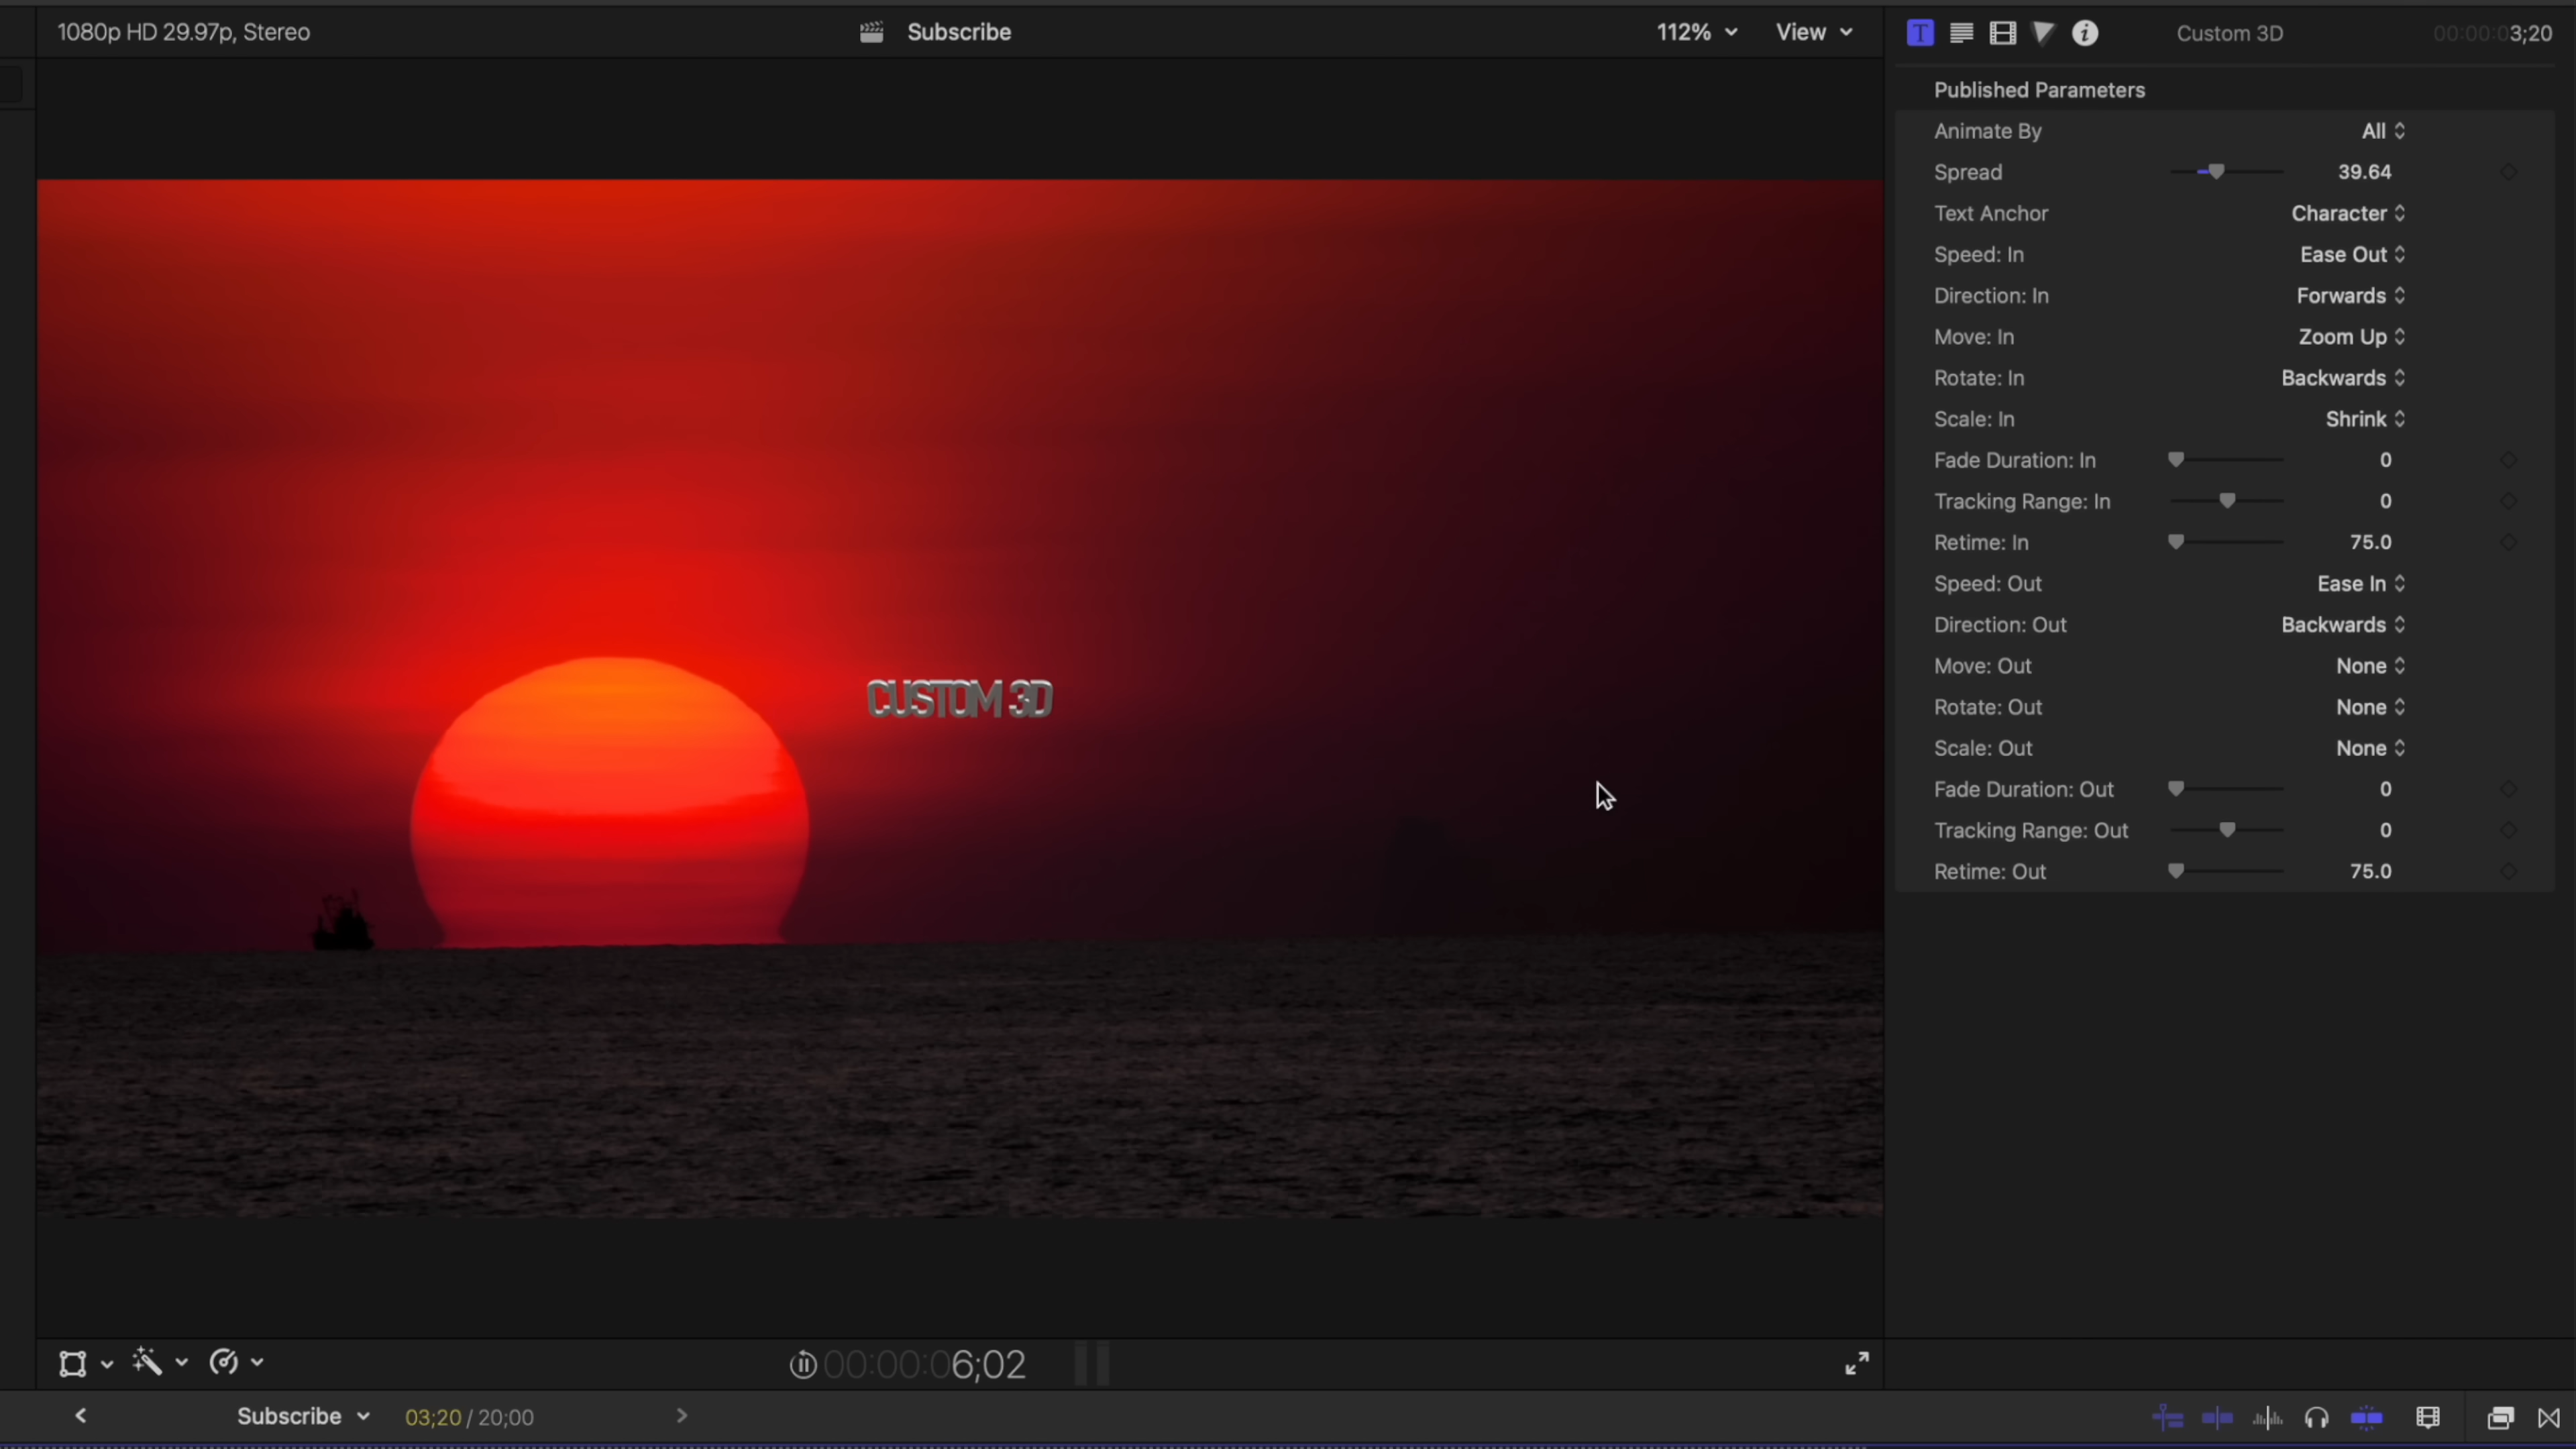 1080p HD 29.97p, Stereo
Subscribe
112%
View
T
i
Custom 3D
00:00:03;20
Published Parameters
Animate By All
Spread 39.64
Text Anchor Character
Speed: In Ease Out
Direction: In Forwards
Move: In Zoom Up
Rotate: In Backwards
Scale: In Shrink
Fade Duration: In 0
Tracking Range: In 0
Retime: In 75.0
Speed: Out Ease In
Direction: Out Backwards
Move: Out None
Rotate: Out None
Scale: Out None
Fade Duration: Out 0
Tracking Range: Out 0
Retime: Out 75.0
CUSTOM 3D
00:00:06;02
Subscribe
03;20 / 20;00